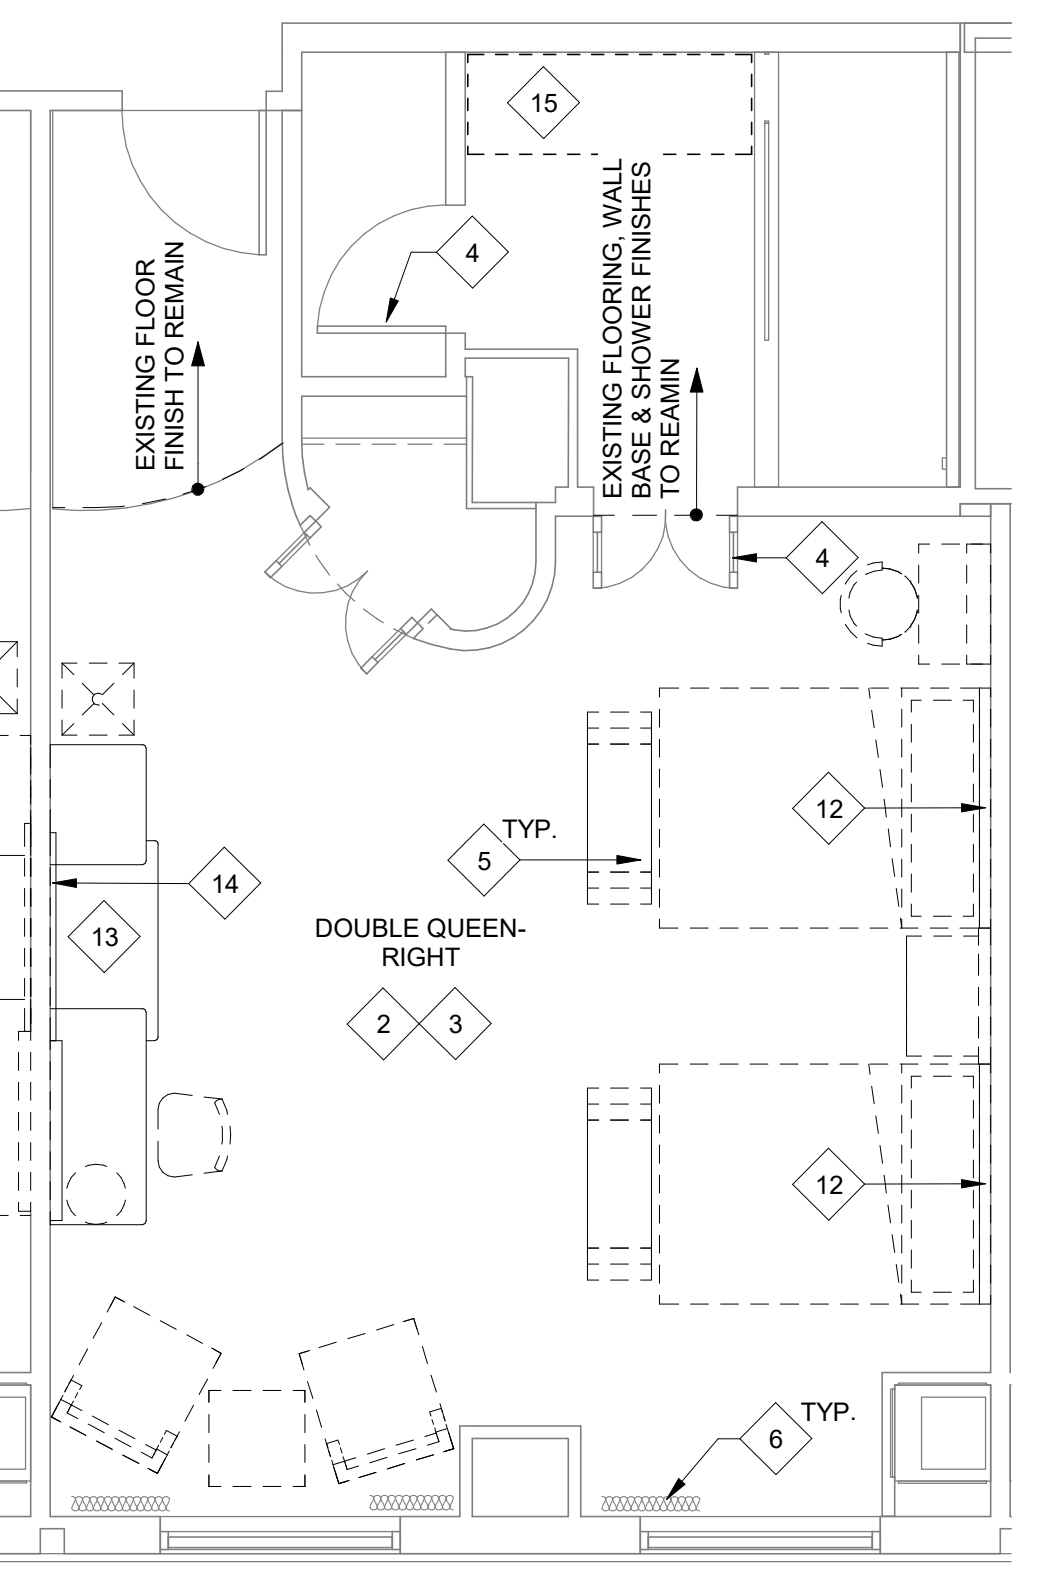 15
EXISTING FLOOR
FINISH TO REMAIN
4
EXISTING FLOORING, WALL
BASE & SHOWER FINISHES
TO REAMIN
4
12
TYP.
5
14
13
DOUBLE QUEEN-
RIGHT
2 3
12
TYP.
6